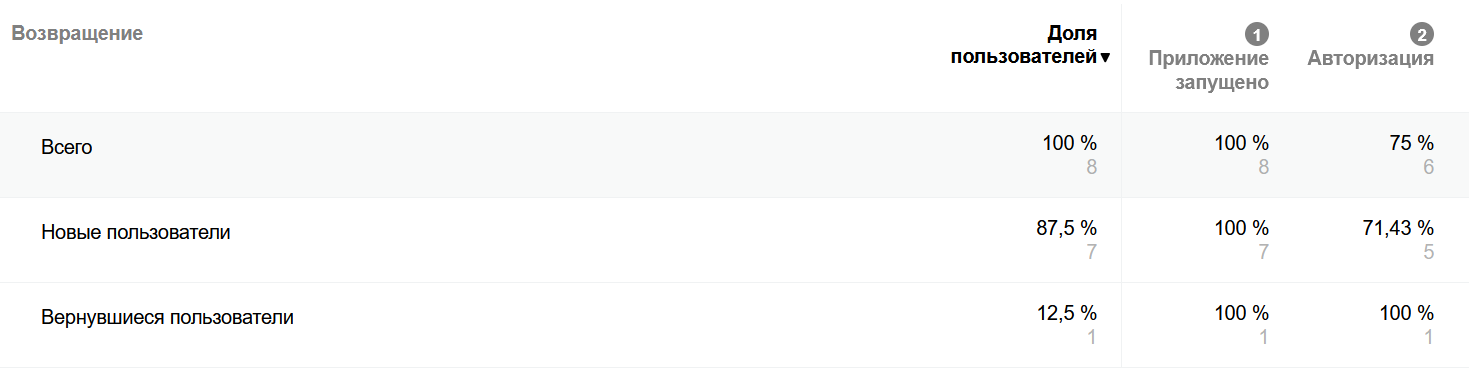 Возвращение
Доля
пользователей▼
1
Приложение
запущено
2
Авторизация
Всего
100 %
8
100 %
8
75 %
6
Новые пользователи
87,5 %
7
100 %
7
71,43 %
5
Вернувшиеся пользователи
12,5 %
1
100 %
1
100 %
1